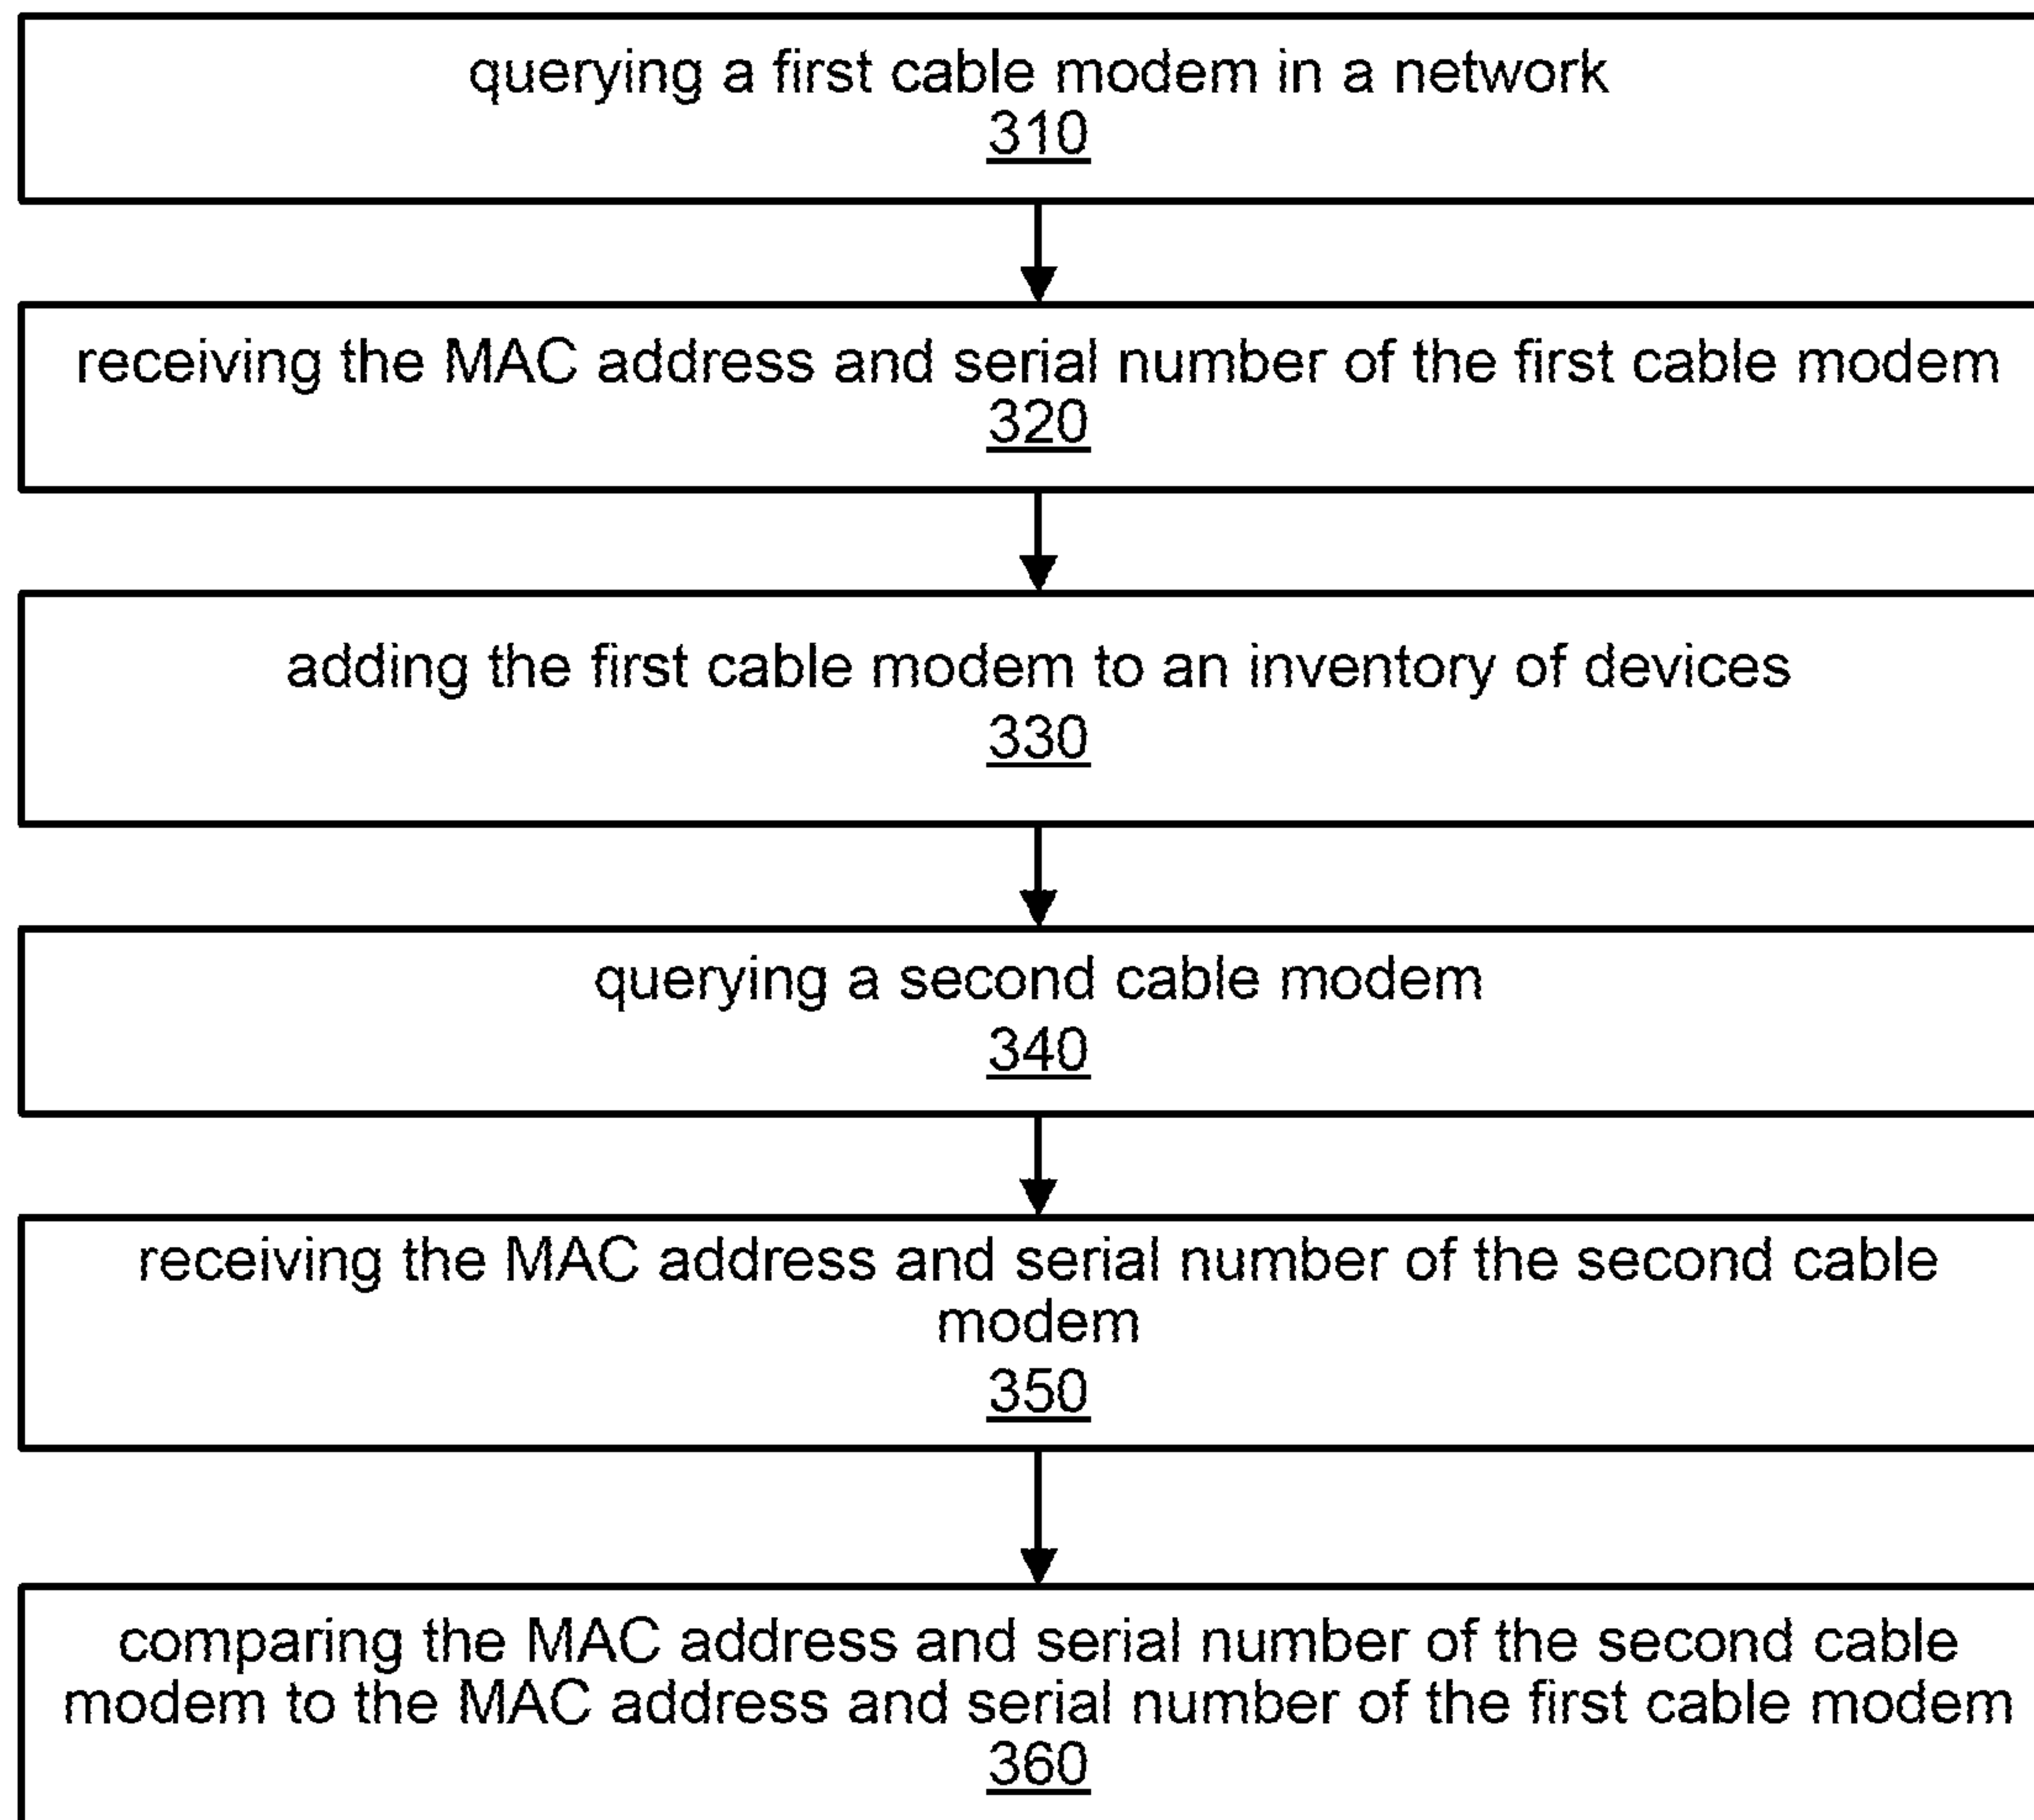 querying a first cable modem in a network
310
receiving the MAC address and serial number of the first cable modem
320
adding the first cable modem to an inventory of devices
330
querying a second cable modem
340
receiving the MAC address and serial number of the second cable
modem
350
comparing the MAC address and serial number of the second cable
modem to the MAC address and serial number of the first cable modem
360